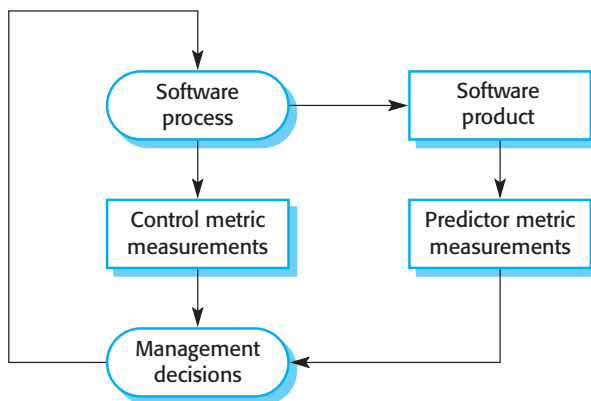 Software
process
Software
product
Control metric
measurements
Predictor metric
measurements
Management
decisions